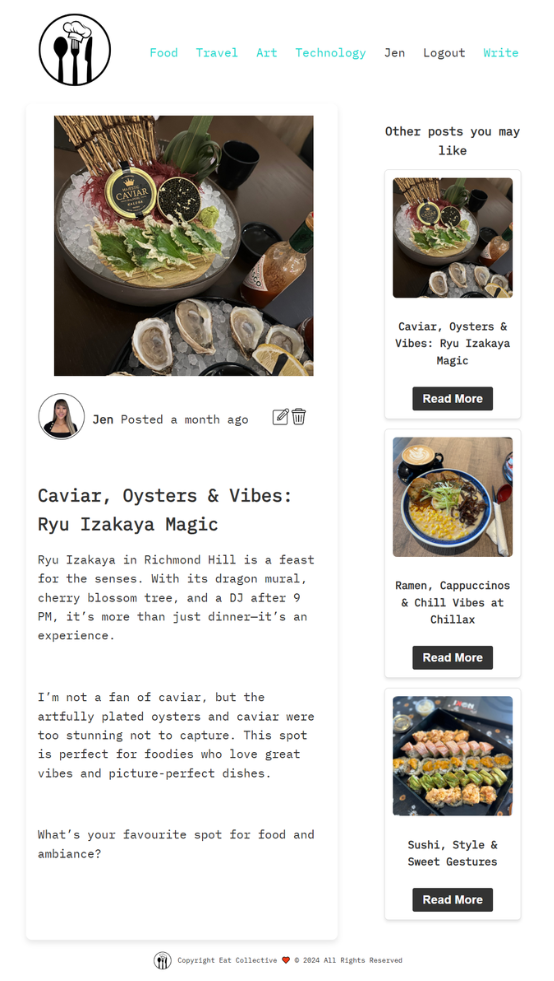 Food Travel Art Technology Jen Logout Write
CAVIAR
Jen Posted a month ago
Caviar, Oysters & Vibes:
Ryu Izakaya Magic
Ryu Izakaya in Richmond Hill is a feast
for the senses. With its dragon mural,
cherry blossom tree, and a DJ after 9
PM, it’s more than just dinner—it’s an
experience.
I’m not a fan of caviar, but the
artfully plated oysters and caviar were
too stunning not to capture. This spot
is perfect for foodies who love great
vibes and picture-perfect dishes.
What’s your favourite spot for food and
ambiance?
Other posts you may
like
Caviar, Oysters &
Vibes: Ryu Izakaya
Magic
Read More
Ramen, Cappuccinos
& Chill Vibes at
Chillax
Read More
Sushi, Style &
Sweet Gestures
Read More
Copyright Eat Collective ❤️ © 2024 All Rights Reserved